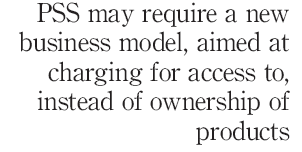 PSS may require a new
business model, aimed at
charging for access to,
instead of ownership of
products